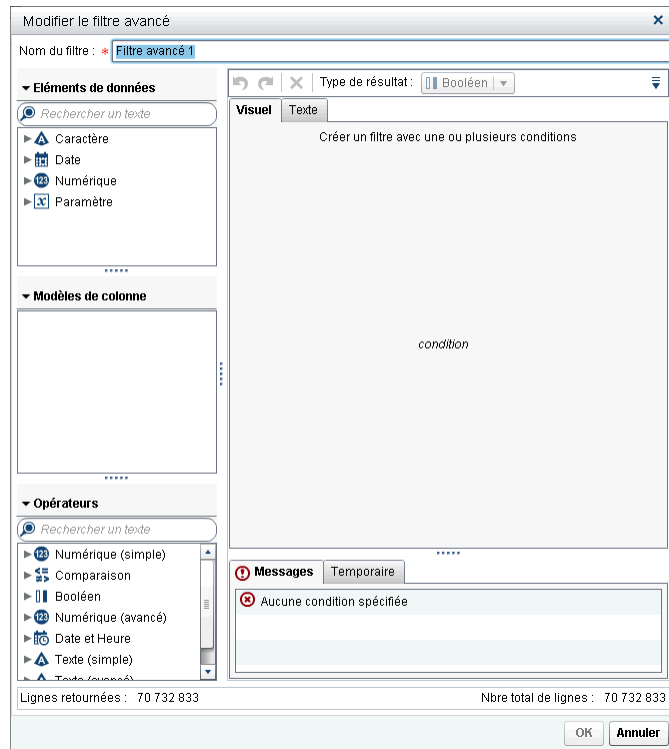 Modifier le filtre avancé
Nom du filtre : * Filtre avancé 1
Eléments de données
Rechercher un texte
Caractère
Date
Numérique
Paramètre
Modèles de colonne
Opérateurs
Rechercher un texte
Numérique (simple)
Comparaison
Booléen
Numérique (avancé)
Date et Heure
Texte (simple)
Texte (avancé)
Type de résultat : Booléen
Visuel Texte
Créer un filtre avec une ou plusieurs conditions
condition
Messages Temporaire
Aucune condition spécifiée
Lignes retournées : 70 732 833
Nbre total de lignes : 70 732 833
OK Annuler